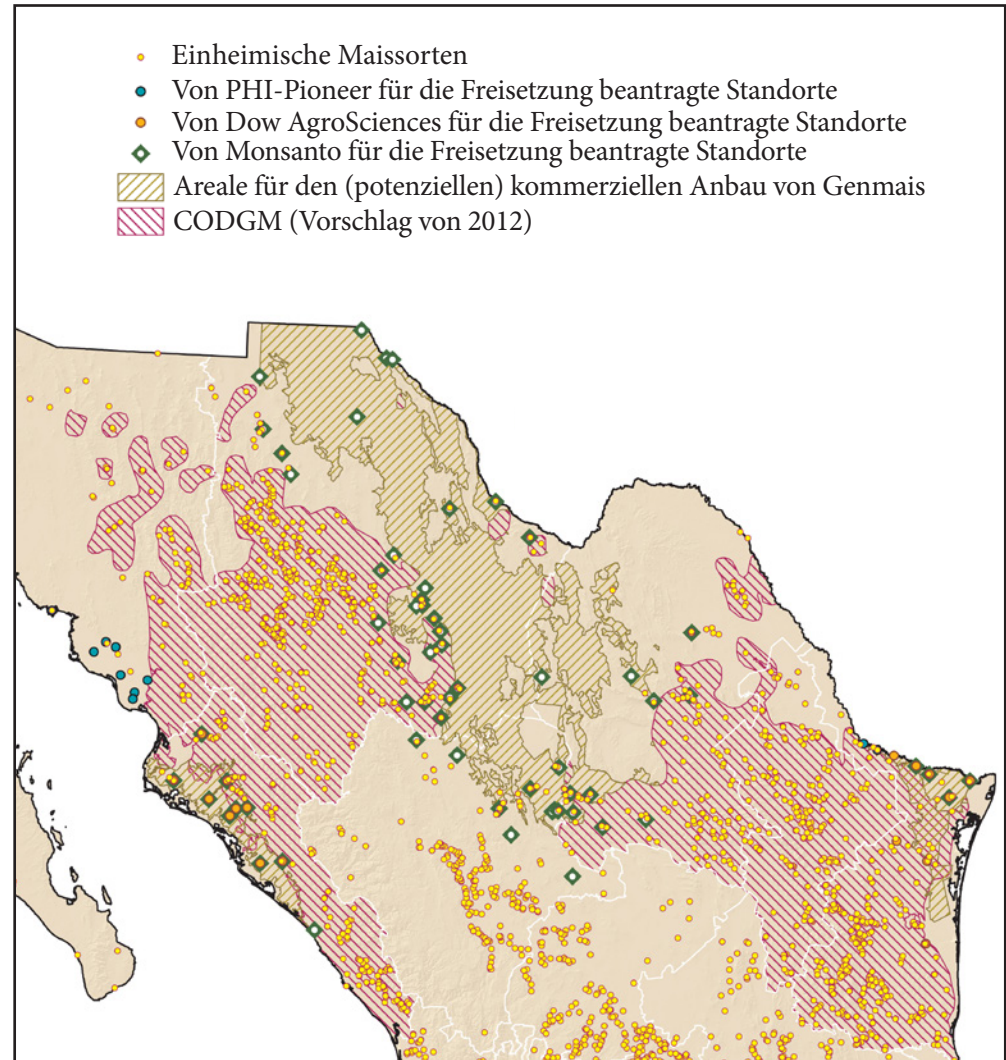 Einheimische Maissorten
Von PHI-Pioneer für die Freisetzung beantragte Standorte
Von Dow AgroSciences für die Freisetzung beantragte Standorte
Von Monsanto für die Freisetzung beantragte Standorte
Areale für den (potenziellen) kommerziellen Anbau von Genmais
CODGM (Vorschlag von 2012)